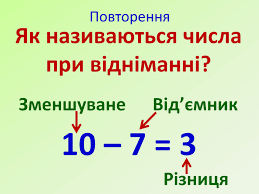 Повторення
Як називаються числа
при відніманні?
Зменшуване Від’ємник
10 – 7 = 3
Різниця